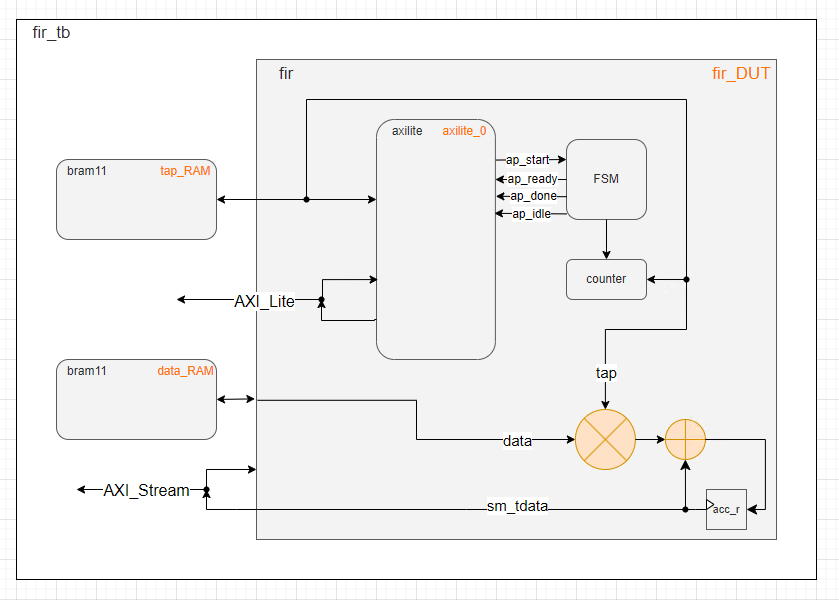 fir_tb
fir fir_DUT
axilite axilite_0
bram11 tap_RAM
ap_start
ap_ready
ap_done
ap_idle
FSM
counter
AXI_Lite
bram11 data_RAM
tap
data
AXI_Stream
sm_tdata
acc_r